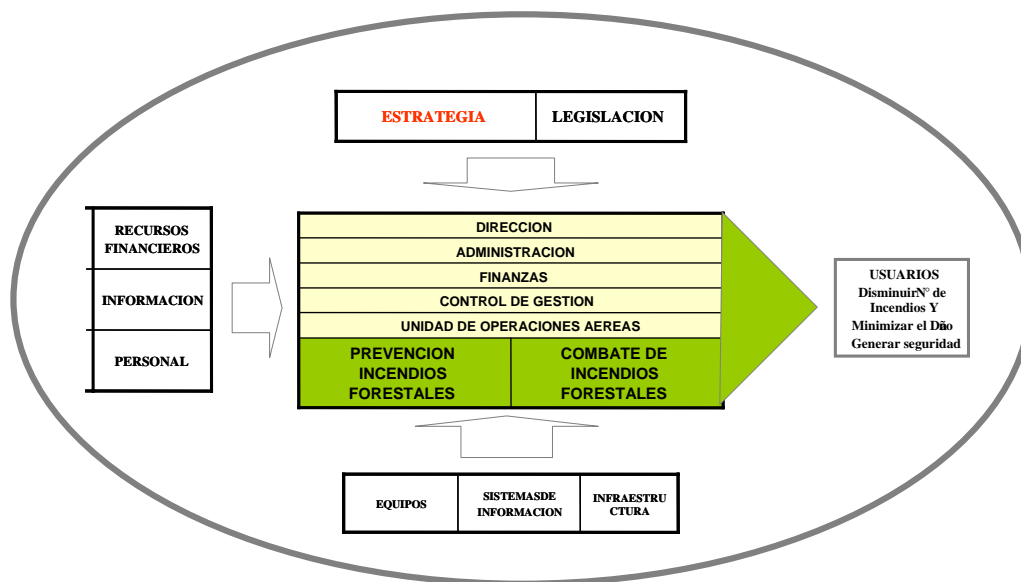 ESTRATEGIA
LEGISLACION
RECURSOS
FINANCIEROS
INFORMACION
PERSONAL
DIRECCION
ADMINISTRACION
FINANZAS
CONTROL DE GESTION
UNIDAD DE OPERACIONES AEREAS
PREVENCION
INCENDIOS
FORESTALES
COMBATE DE
INCENDIOS
FORESTALES
USUARIOS
DisminuirN° de
Incendios Y
Minimizar el Daño
Generar seguridad
EQUIPOS
SISTEMASDE
INFORMACION
INFRAESTRU
CTURA